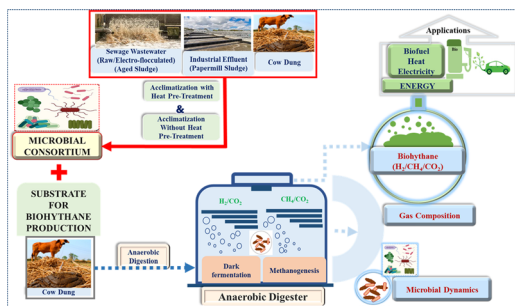 Sewage Wastewater
(Raw/Electro-flocculated)
(Aged Sludge)
Industrial Effluent
(Papermill Sludge)
Cow Dung
Acclimatization with
Heat Pre-Treatment
&
Acclimatization
Without Heat
Pre-Treatment
MICROBIAL
CONSORTIUM
SUBSTRATE
FOR
BIOHYTHANE
PRODUCTION
Cow Dung
Anaerobic
Digestion
H₂/CO₂
CH₄/CO₂
Dark
fermentation
Methanogenesis
Anaerobic Digester
Applications
Biofuel
Heat
Electricity
ENERGY
Biohythane
(H₂/CH₄/CO₂)
Gas Composition
Microbial Dynamics